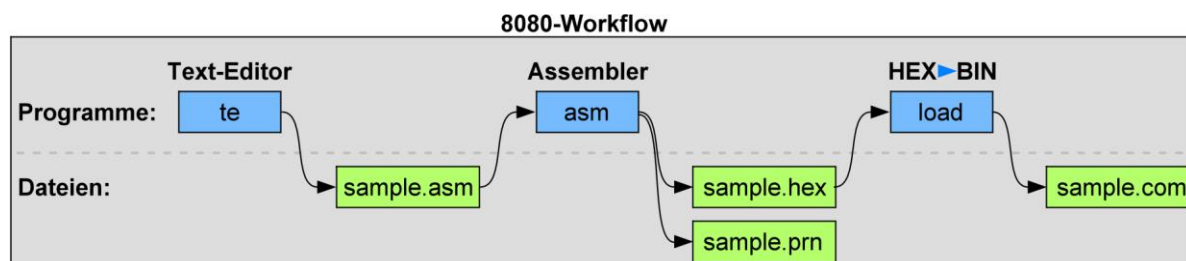 8080-Workflow
Text-Editor Assembler HEX►BIN
Programme: te asm load
Dateien: sample.asm sample.hex sample.com
sample.prn